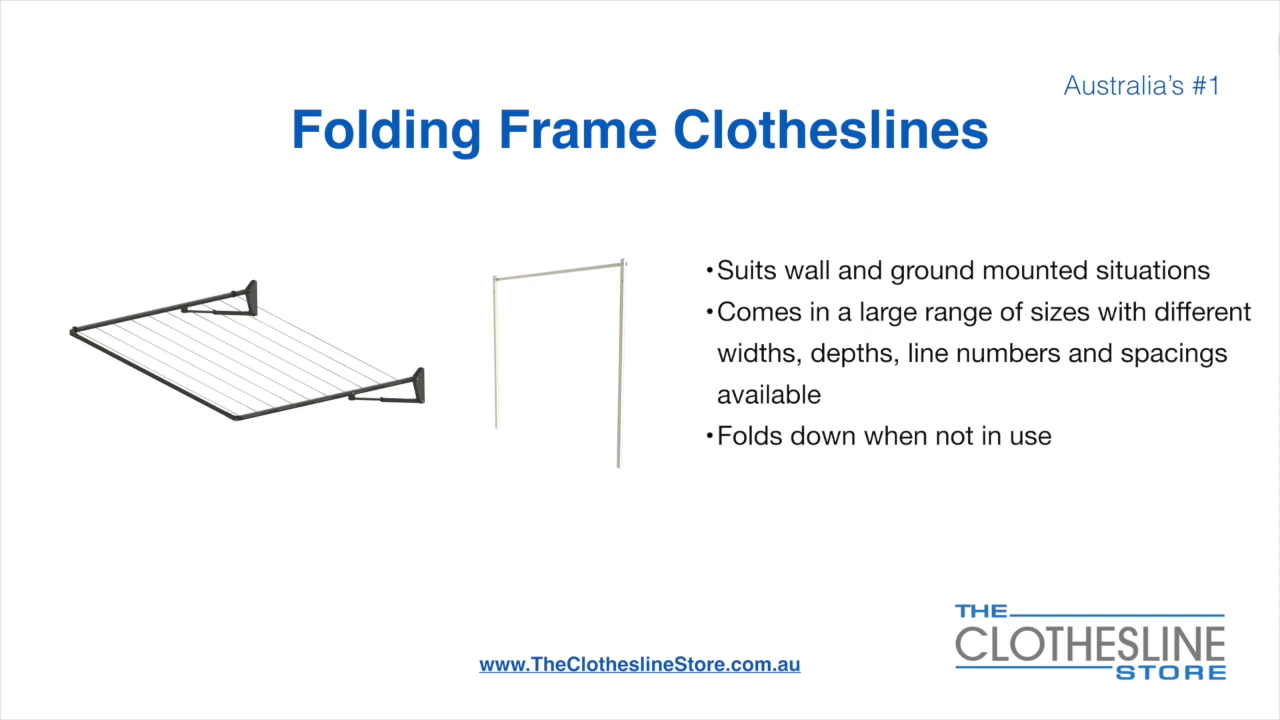 Australia's #1
Folding Frame Clotheslines
•Suits wall and ground mounted situations
•Comes in a large range of sizes with different
widths, depths, line numbers and spacings
available
•Folds down when not in use
www.TheClotheslineStore.com.au
THE
CLOTHESLINE
STORE